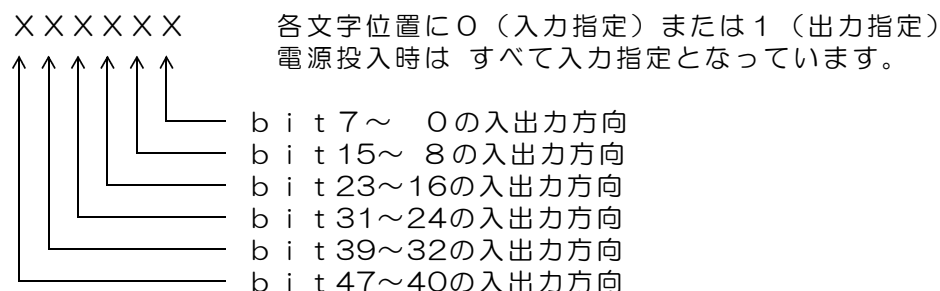 XXXXXX 各文字位置に０（入力指定）または１（出力指定）
電源投入時は すべて入力指定となっています。
ｂｉｔ7～ 0の入出力方向
ｂｉｔ15～ 8の入出力方向
ｂｉｔ23～16の入出力方向
ｂｉｔ31～24の入出力方向
ｂｉｔ39～32の入出力方向
ｂｉｔ47～40の入出力方向